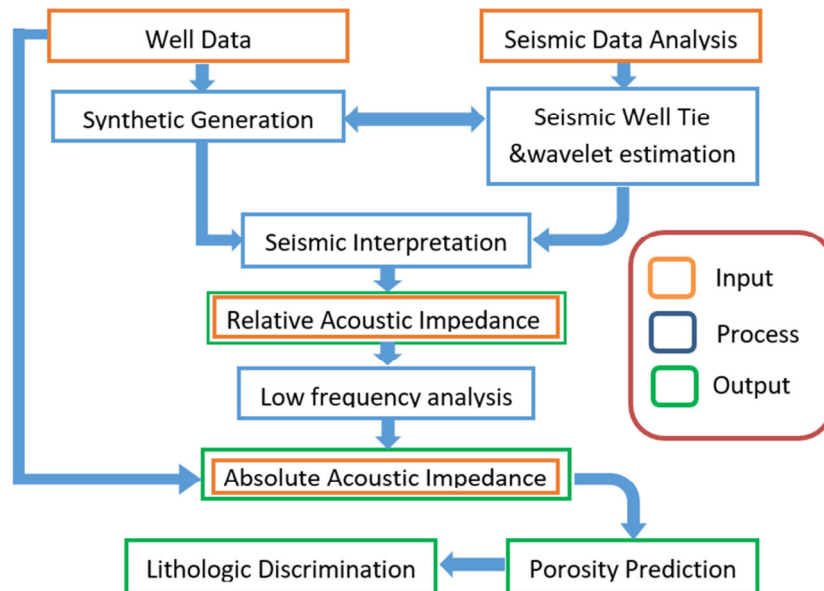 Well Data
Seismic Data Analysis
Synthetic Generation
Seismic Well Tie
&wavelet estimation
Seismic Interpretation
Relative Acoustic Impedance
Low frequency analysis
Absolute Acoustic Impedance
Lithologic Discrimination
Porosity Prediction
Input
Process
Output